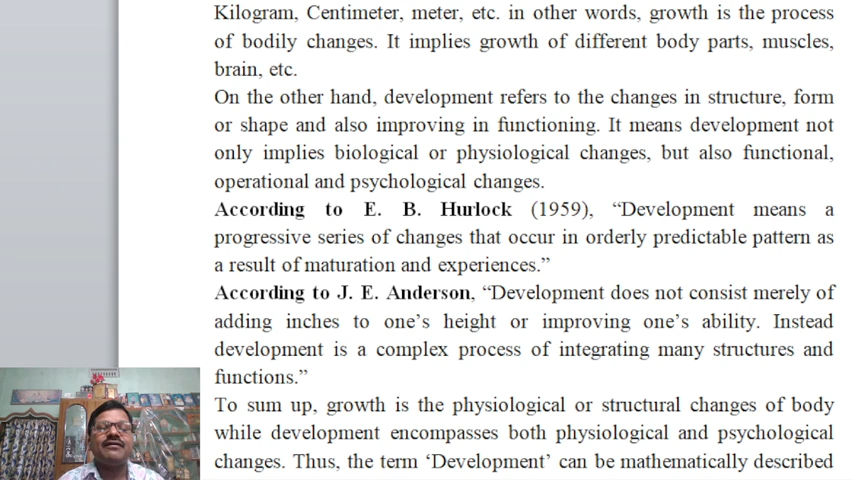 Kilogram, Centimeter, meter, etc. in other words, growth is the process
of bodily changes. It implies growth of different body parts, muscles,
brain, etc.
On the other hand, development refers to the changes in structure, form
or shape and also improving in functioning. It means development not
only implies biological or physiological changes, but also functional,
operational and psychological changes.
According to E. B. Hurlock (1959), “Development means a
progressive series of changes that occur in orderly predictable pattern as
a result of maturation and experiences.”
According to J. E. Anderson, “Development does not consist merely of
adding inches to one’s height or improving one’s ability. Instead
development is a complex process of integrating many structures and
functions.”
To sum up, growth is the physiological or structural changes of body
while development encompasses both physiological and psychological
changes. Thus, the term ‘Development’ can be mathematically described